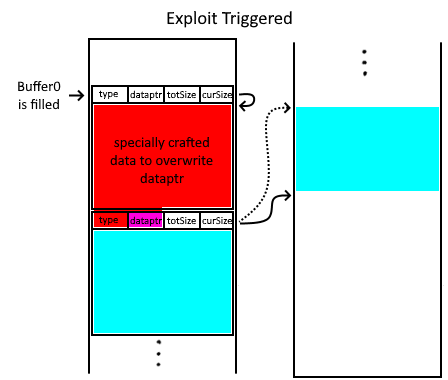 Exploit Triggered
Buffer0
is filled
type dataptr totSize curSize
specially crafted
data to overwrite
dataptr
type dataptr totSize curSize